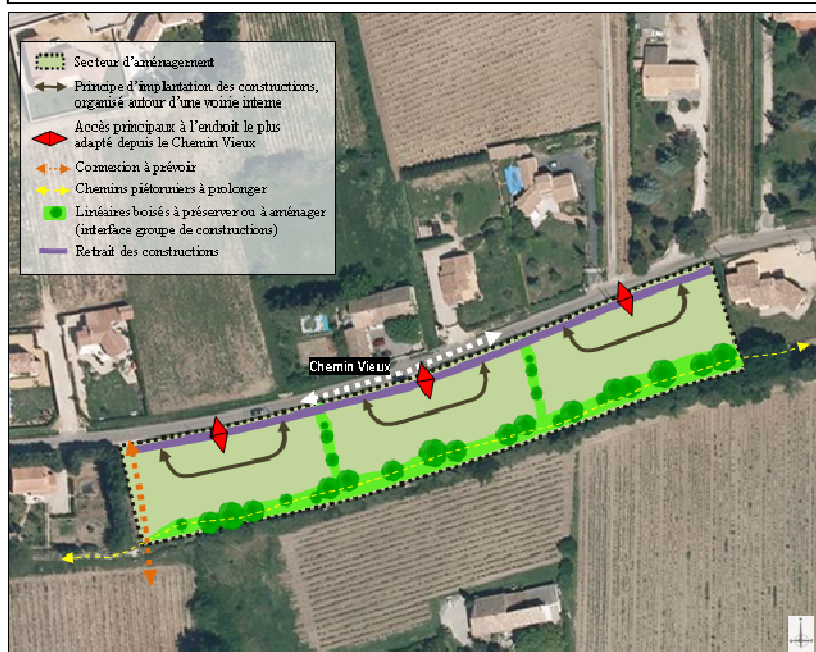 Secteur d'aménagement
Principe d'implantation des constructions,
organisé autour d'une voirie interne
Accès principaux à l'endroit le plus
adapté depuis le Chemin Vieux
Connexion à prévoir
Chemins piétonniers à prolonger
Linéaires boisés à préserver ou à aménager
(interface groupe de constructions)
Retrait des constructions
Chemin Vieux